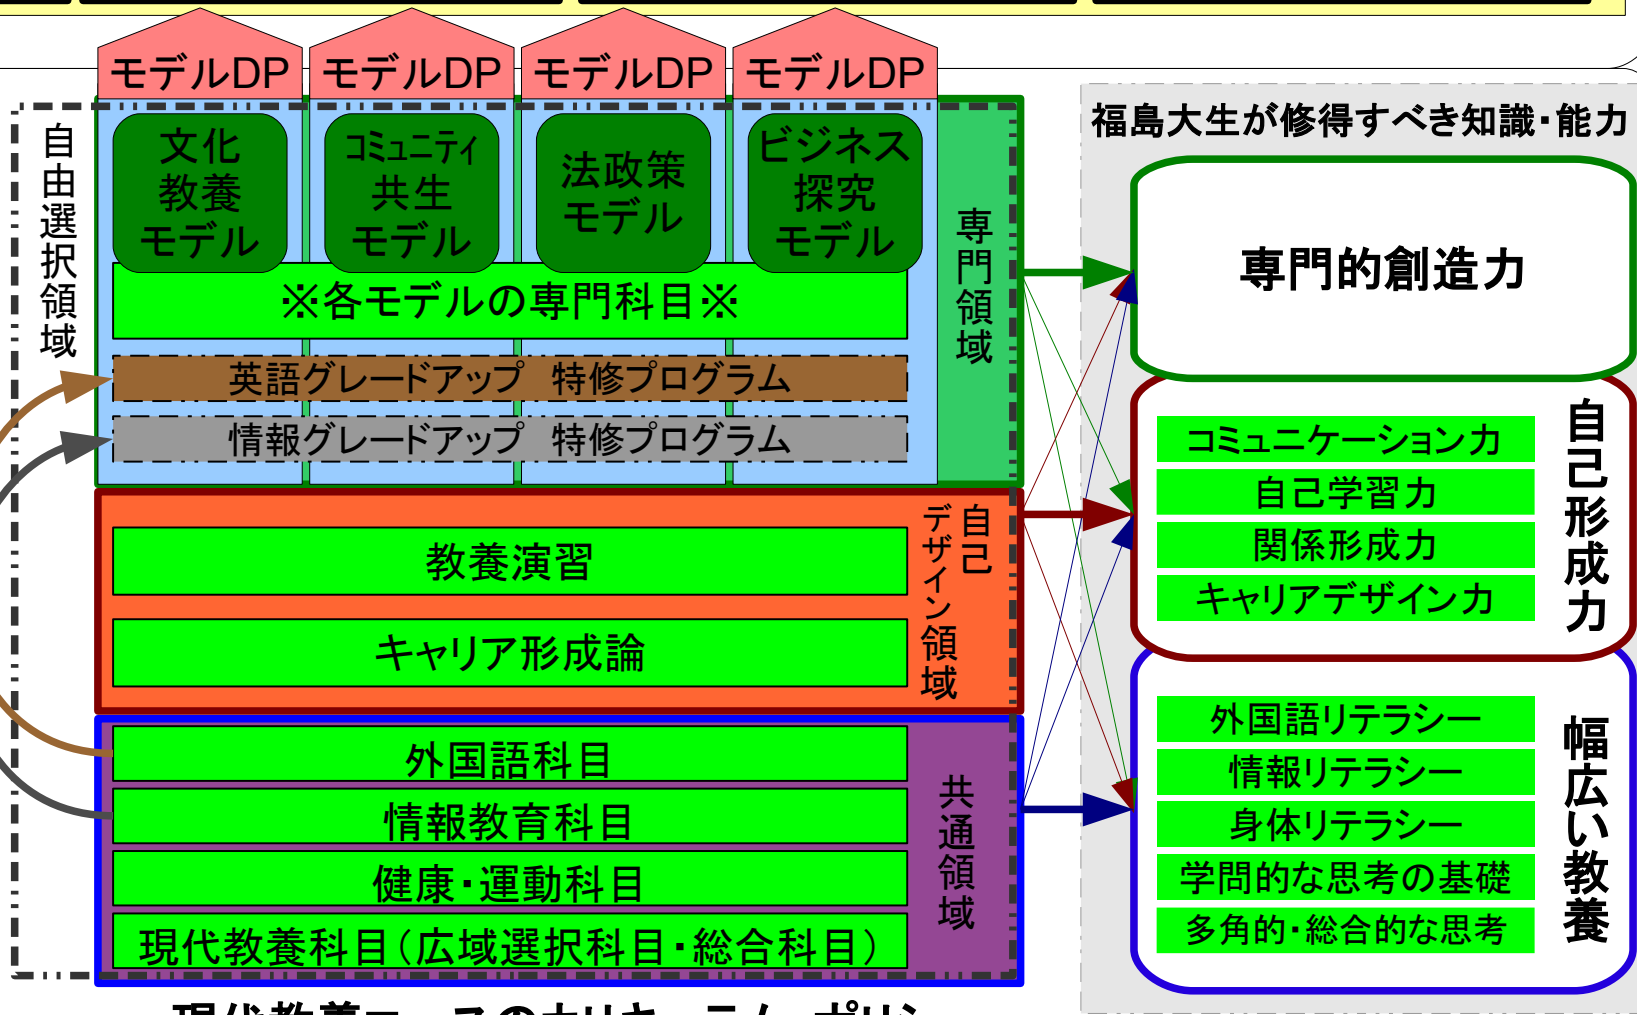 モデルDP モデルDP モデルDP モデルDP
自由選択領域
文化
教養
モデル
コミュニティ
共生
モデル
法政策
モデル
ビジネス
探究
モデル
※各モデルの専門科目※
英語グレードアップ 特修プログラム
情報グレードアップ 特修プログラム
専門領域
教養演習
キャリア形成論
自己
デザイン領域
外国語科目
情報教育科目
健康・運動科目
現代教養科目(広域選択科目・総合科目)
共通領域
福島大生が修得すべき知識・能力
専門的創造力
コミュニケーション力
自己学習力
関係形成力
キャリアデザイン力
自己形成力
外国語リテラシー
情報リテラシー
身体リテラシー
学問的な思考の基礎
多角的・総合的な思考
幅広い教養